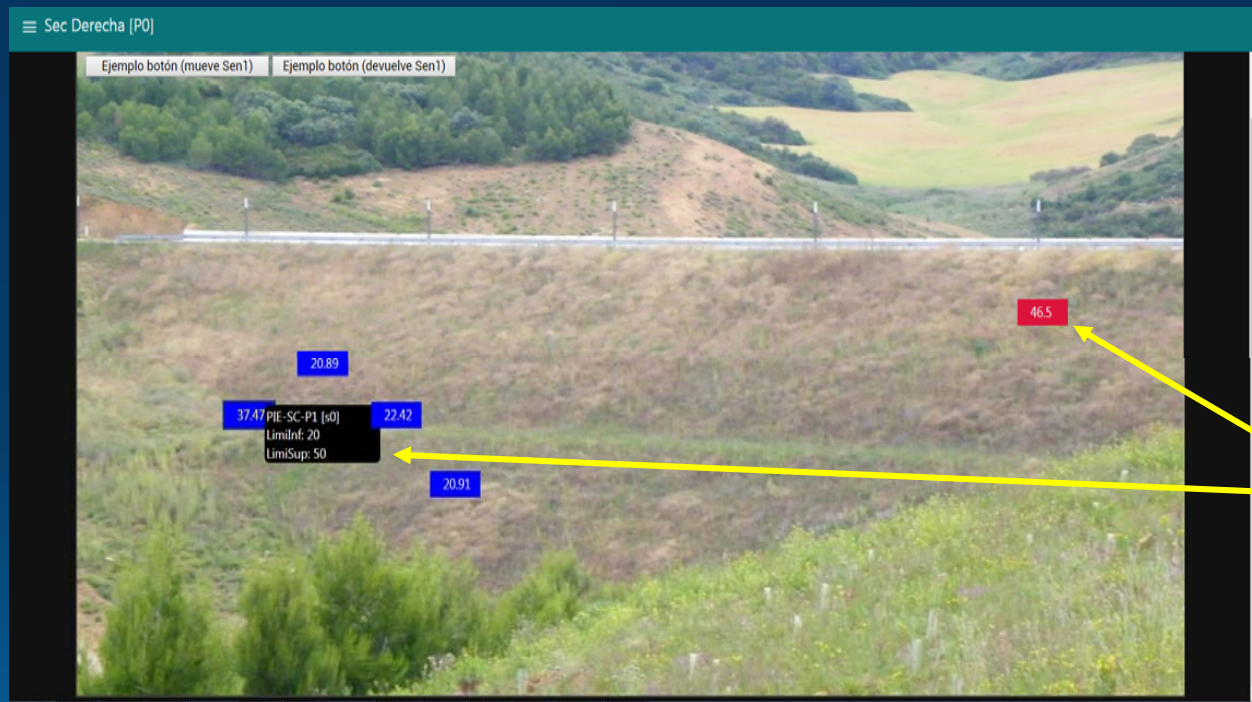 Sec Derecha [P0]
Ejemplo botón (mueve Sen1)
Ejemplo botón (devuelve Sen1)
46.5
20.89
37.47
PIE-SC-P1 [s0]
LimiInf: 20
LimiSup: 50
22.42
20.91